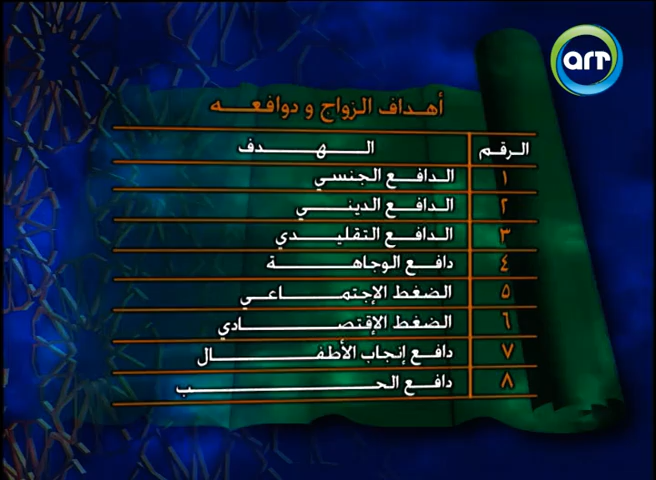 art
أهداف الزواج و دوافعه
الرقم الهدف
١ الدافع الجنسي
٢ الدافع الديني
٣ الدافع التقليدي
٤ دافع الوجاهة
٥ الضغط الإجتماعي
٦ الضغط الإقتصادي
٧ دافع إنجاب الأطفال
٨ دافع الحب